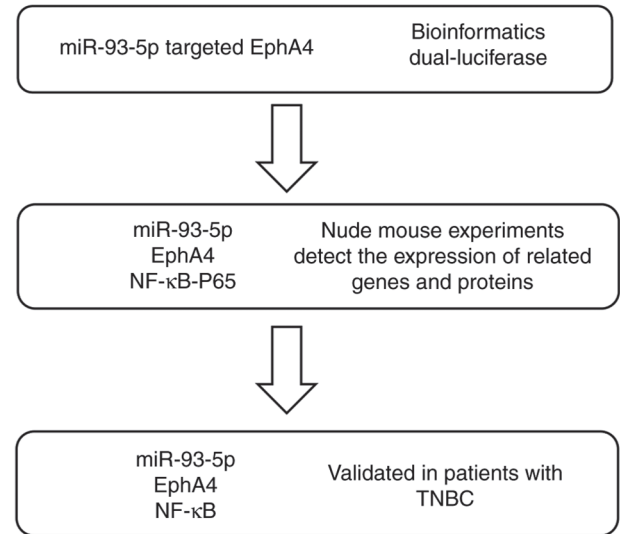 miR-93-5p targeted EphA4
Bioinformatics
dual-luciferase
miR-93-5p
EphA4
NF-κB-P65
Nude mouse experiments
detect the expression of related
genes and proteins
miR-93-5p
EphA4
NF-κB
Validated in patients with
TNBC